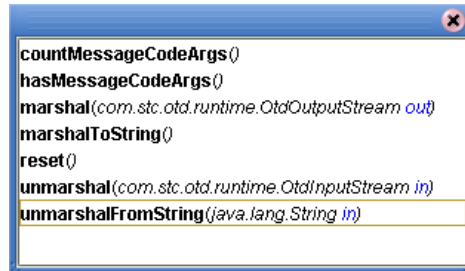 countMessageCodeArgs()
hasMessageCodeArgs()
marshal(com.stc.otd.runtime.OtdOutputStream out)
marshalToString()
reset()
unmarshal(com.stc.otd.runtime.OtdInputStream in)
unmarshalFromString(java.lang.String in)